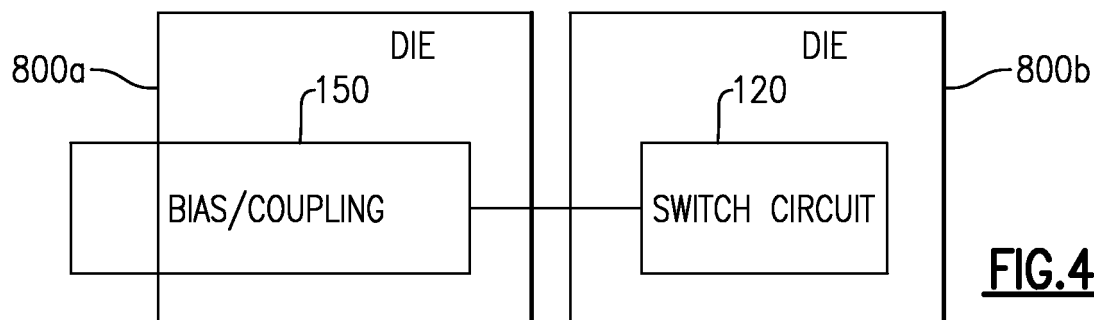 DIE
DIE
800a
150
120
800b
BIAS/COUPLING
SWITCH CIRCUIT
FIG.4